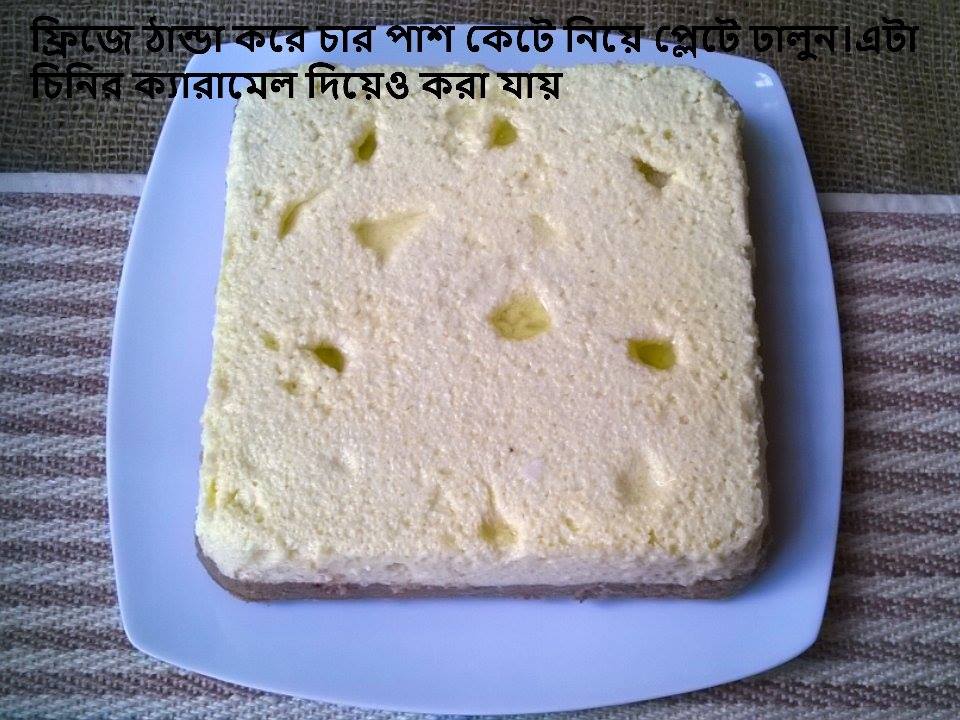 ফ্রিজে ঠান্ডা করে চার পাশ কেটে নিয়ে প্লেটে ঢালুন।এটা
চিনির ক্যারামেল দিয়েও করা যায়